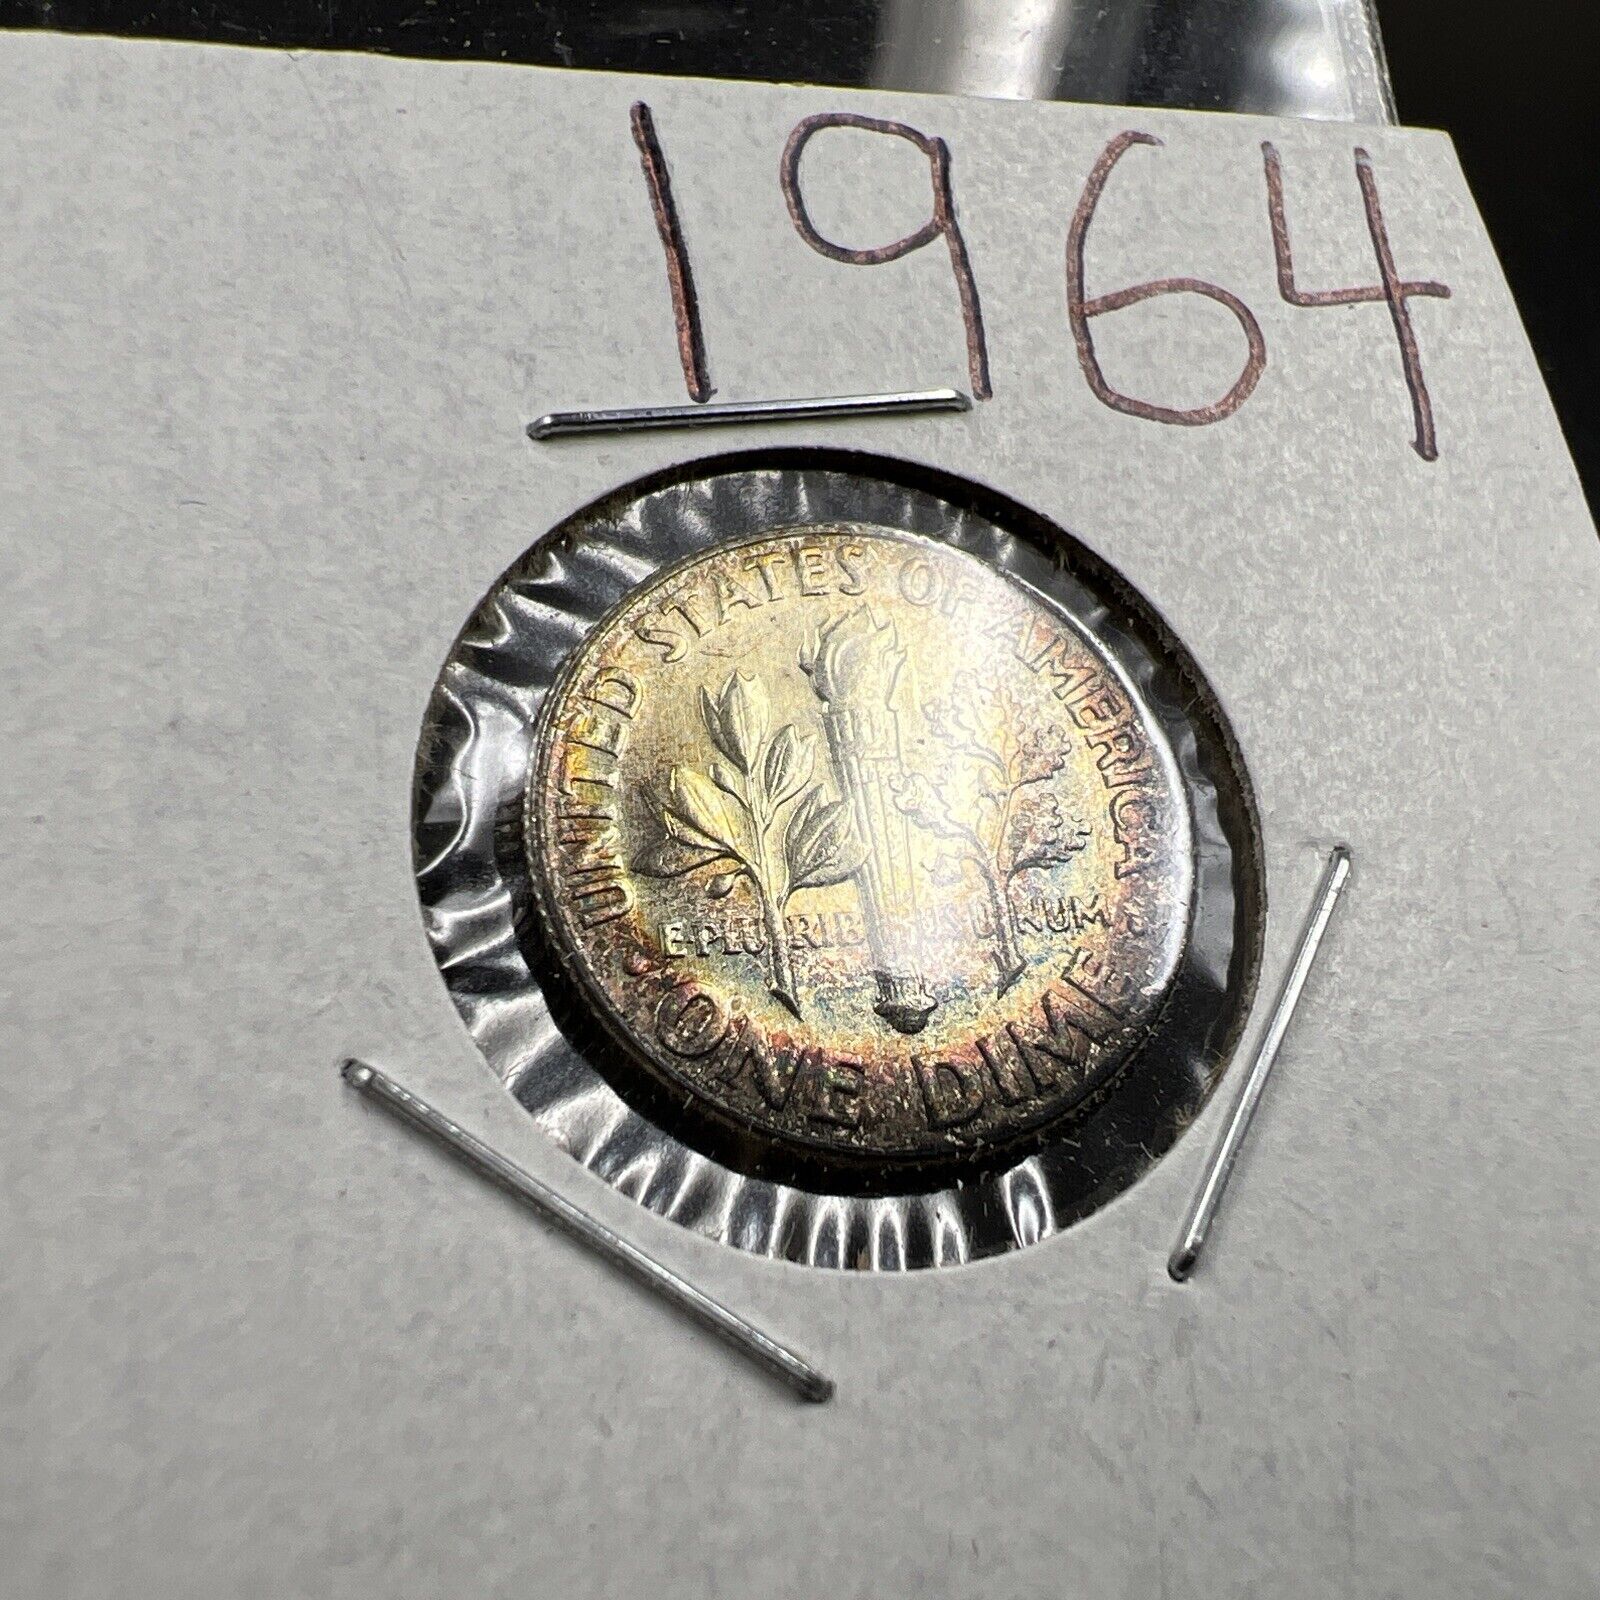 1964
UNITED STATES OF AMERICA
E PLURIBUS UNUM
ONE DIME